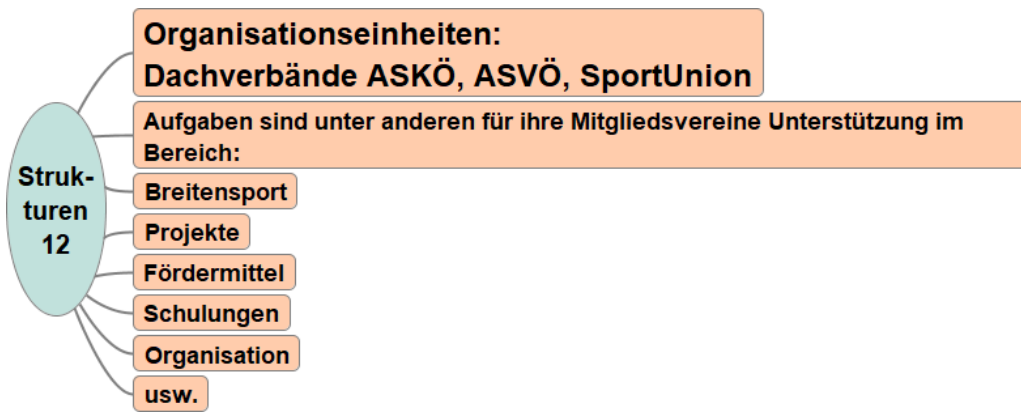 Organisationseinheiten:
Dachverbände ASKÖ, ASVÖ, SportUnion
Aufgaben sind unter anderen für ihre Mitgliedsvereine Unterstützung im
Bereich:
Struk-
turen
12
Breitensport
Projekte
Fördermittel
Schulungen
Organisation
usw.